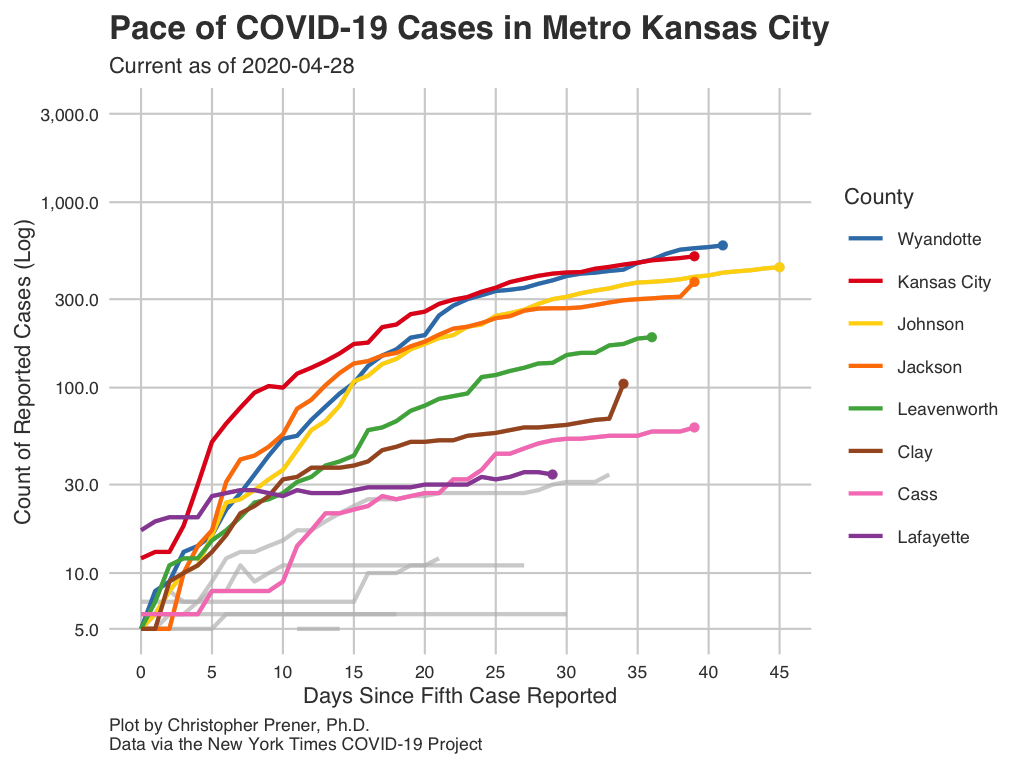 Pace of COVID-19 Cases in Metro Kansas City
Current as of 2020-04-28
Count of Reported Cases (Log)
3,000.0
1,000.0
300.0
100.0
30.0
10.0
5.0
0 5 10 15 20 25 30 35 40 45
Days Since Fifth Case Reported
County
Wyandotte
Kansas City
Johnson
Jackson
Leavenworth
Clay
Cass
Lafayette
Plot by Christopher Prener, Ph.D.
Data via the New York Times COVID-19 Project